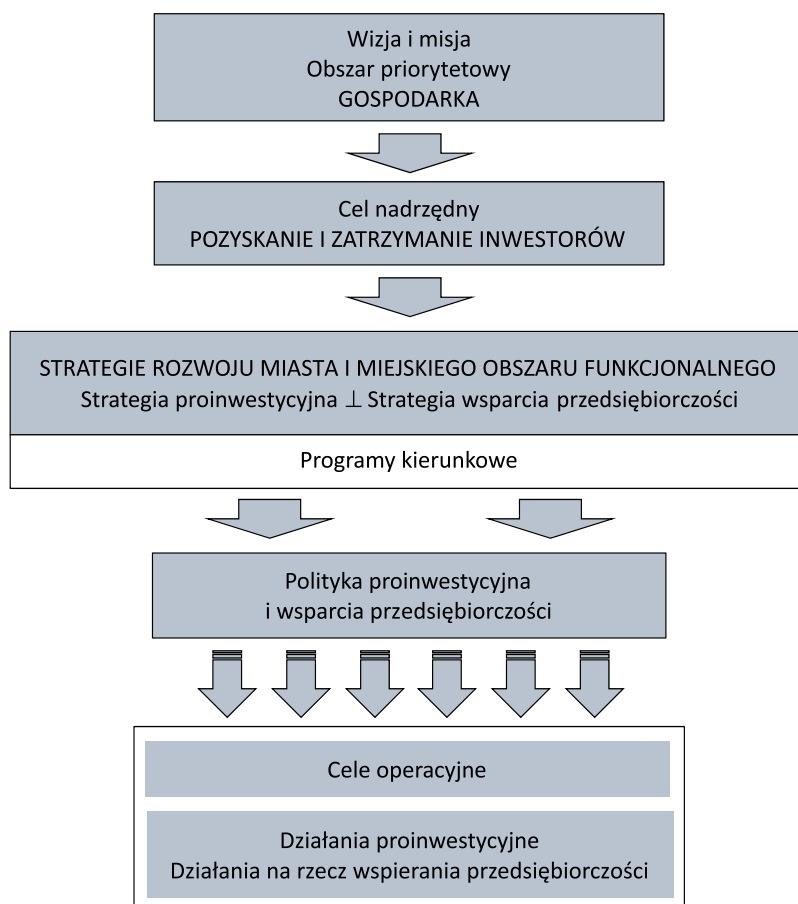 Wizja i misja
Obszar priorytetowy
GOSPODARKA
Cel nadrzędny
POZYSKANIE I ZATRZYMANIE INWESTORÓW
STRATEGIE ROZWOJU MIASTA I MIEJSKIEGO OBSZARU FUNKCJONALNEGO
Strategia proinwestycyjna ⊥ Strategia wsparcia przedsiębiorczości
Programy kierunkowe
Polityka proinwestycyjna
i wsparcia przedsiębiorczości
Cele operacyjne
Działania proinwestycyjne
Działania na rzecz wspierania przedsiębiorczości